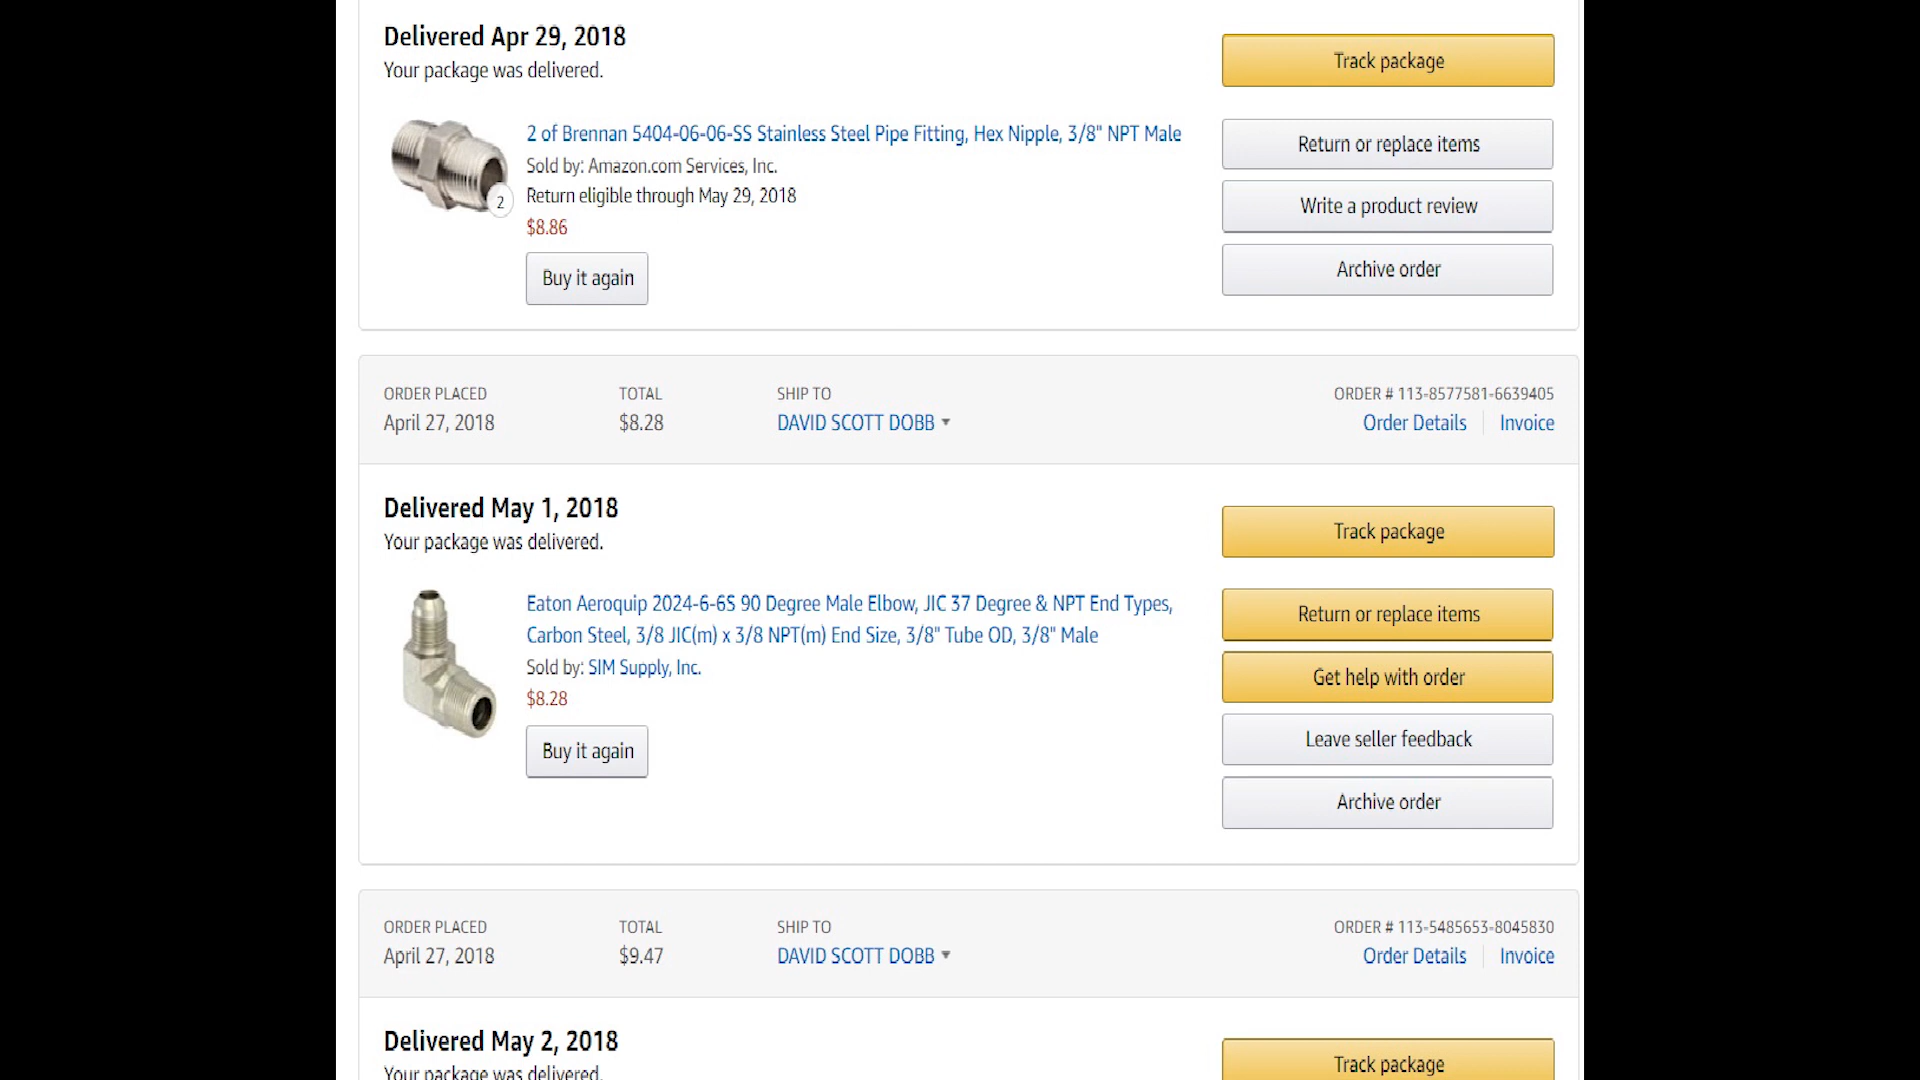 Delivered Apr 29, 2018
Your package was delivered.
Track package
2 of Brennan 5404-06-06-SS Stainless Steel Pipe Fitting, Hex Nipple, 3/8" NPT Male
Sold by: Amazon.com Services, Inc.
Return eligible through May 29, 2018
$8.86
2
Buy it again
Return or replace items
Write a product review
Archive order
ORDER PLACED
April 27, 2018
TOTAL
$8.28
SHIP TO
DAVID SCOTT DOBB
ORDER # 113-8577581-6639405
Order Details
Invoice
Delivered May 1, 2018
Your package was delivered.
Track package
Eaton Aeroquip 2024-6-6S 90 Degree Male Elbow, JIC 37 Degree & NPT End Types,
Carbon Steel, 3/8 JIC(m) x 3/8 NPT(m) End Size, 3/8" Tube OD, 3/8" Male
Sold by: SIM Supply, Inc.
$8.28
Buy it again
Return or replace items
Get help with order
Leave seller feedback
Archive order
ORDER PLACED
April 27, 2018
TOTAL
$9.47
SHIP TO
DAVID SCOTT DOBB
ORDER # 113-5485653-8045830
Order Details
Invoice
Delivered May 2, 2018
Your package was delivered.
Track package